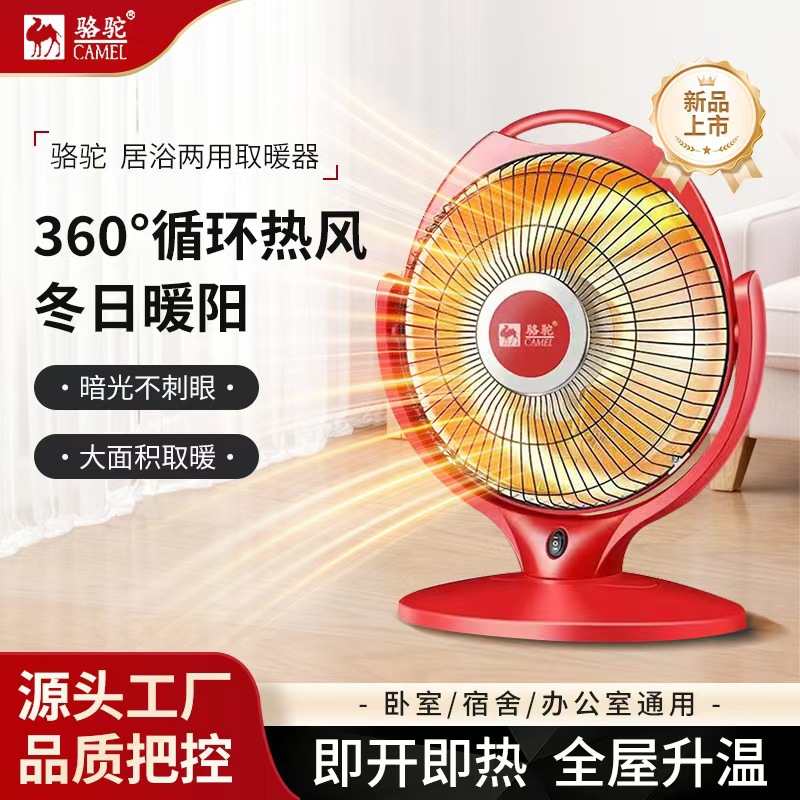 骆驼®
CAMEL
新品
上市
骆驼 居浴两用取暖器
360°循环热风
冬日暖阳
·暗光不刺眼·
·大面积取暖·
骆驼®
CAMEL
源头工厂
品质把控
- 卧室/宿舍/办公室通用 -
即开即热 全屋升温